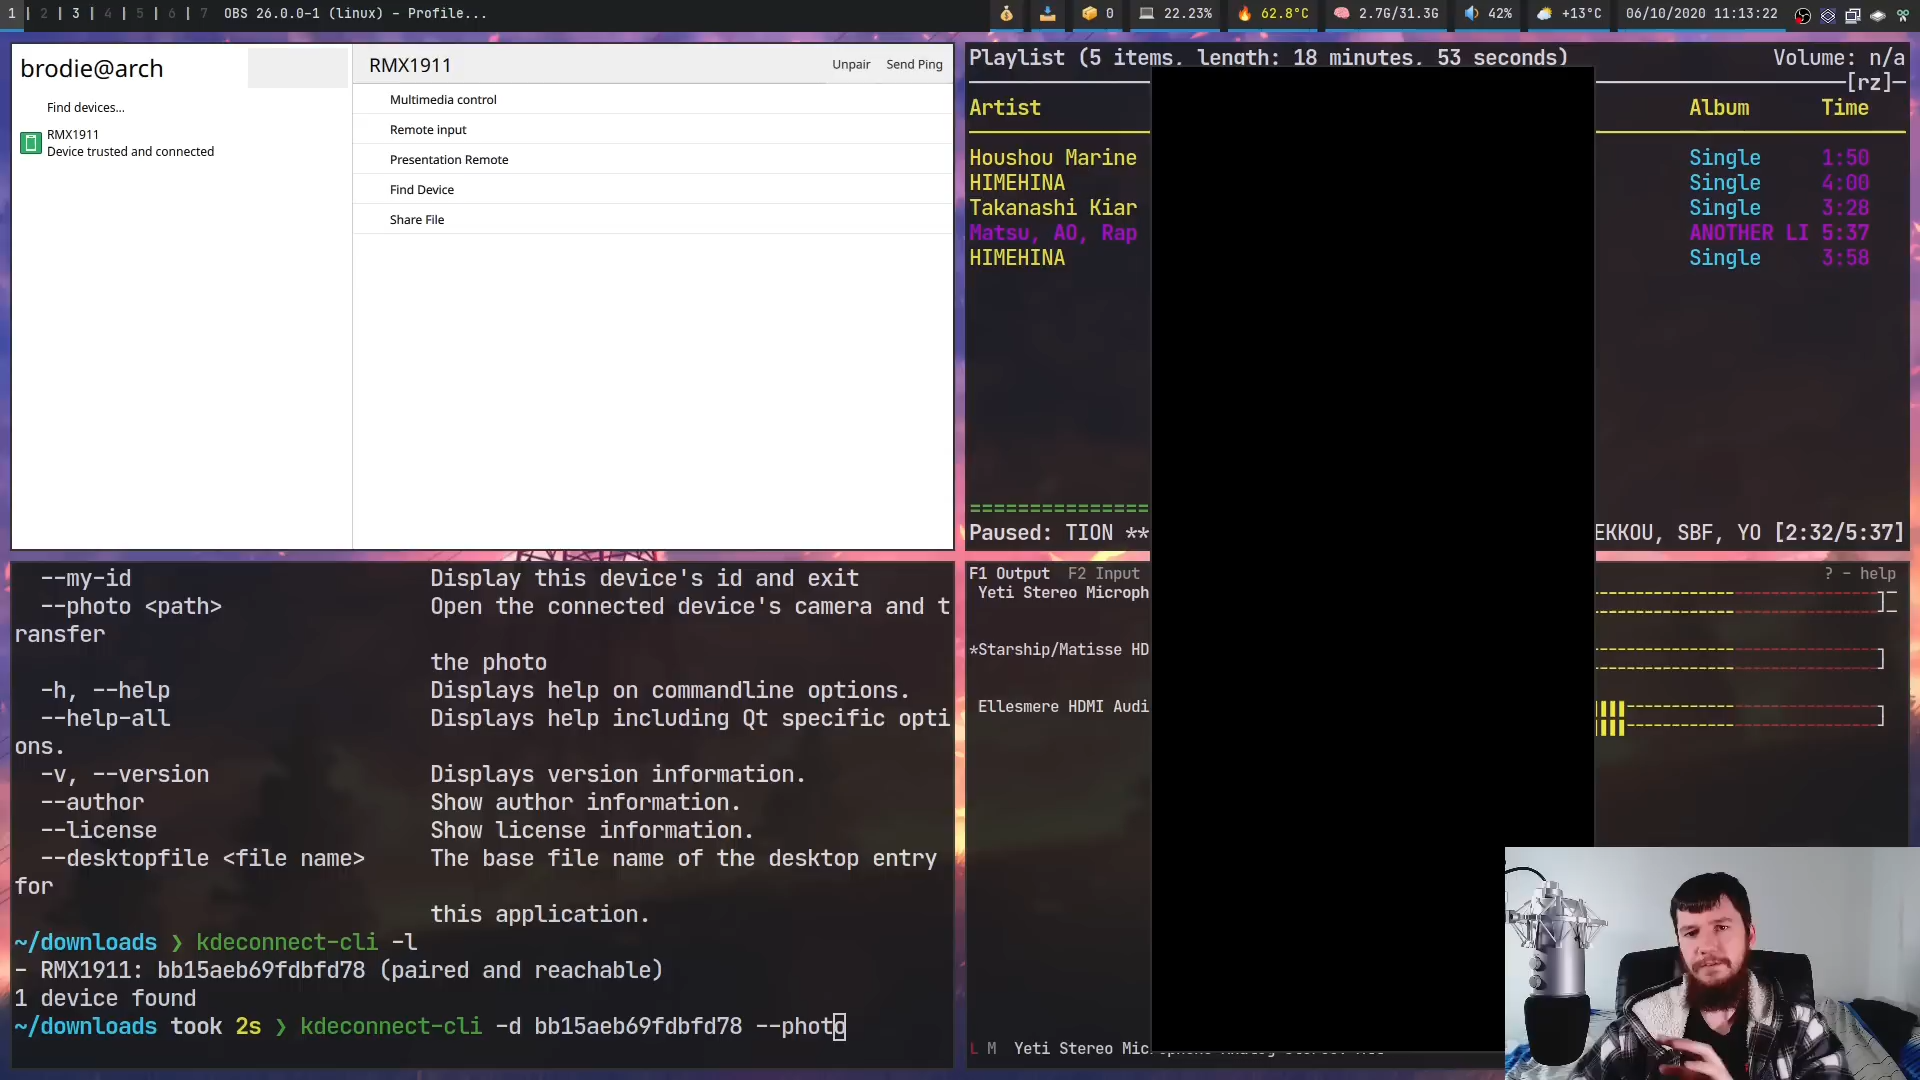 1 | 2 | 3 | 4 | 5 | 6 | 7 OBS 26.0.0-1 (linux) - Profile...
0 22.23% 62.8°C 2.7G/31.3G 42% +13°C 06/10/2020 11:13:22
brodie@arch
Find devices...
RMX1911
Device trusted and connected
RMX1911 Unpair Send Ping
Multimedia control
Remote input
Presentation Remote
Find Device
Share File
Playlist (5 items, length: 18 minutes, 53 seconds) Volume: n/a
[rz]
Artist Album Time
Houshou Marine Single 1:50
HIMEHINA Single 4:00
Takanashi Kiar Single 3:28
Matsu, AO, Rap ANOTHER LI 5:37
HIMEHINA Single 3:58
===============
Paused: TION ** EKKOU, SBF, YO [2:32/5:37]
--my-id Display this device's id and exit
--photo <path> Open the connected device's camera and t
ransfer
the photo
-h, --help Displays help on commandline options.
--help-all Displays help including Qt specific opti
ons.
-v, --version Displays version information.
--author Show author information.
--license Show license information.
--desktopfile <file name> The base file name of the desktop entry
for
this application.
~/downloads ❯ kdeconnect-cli -l
- RMX1911: bb15aeb69fdbfd78 (paired and reachable)
1 device found
~/downloads took 2s ❯ kdeconnect-cli -d bb15aeb69fdbfd78 --photo
F1 Output F2 Input ? - help
Yeti Stereo Microph
*Starship/Matisse HD
Ellesmere HDMI Audi
L M Yeti Stereo Mic